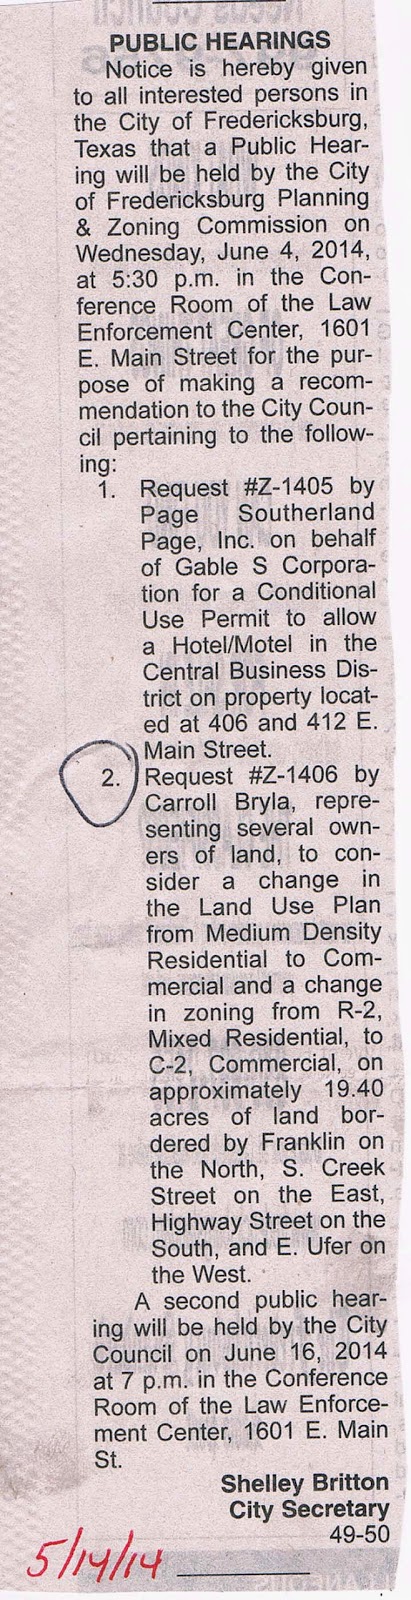 PUBLIC HEARINGS
Notice is hereby given
to all interested persons in
the City of Fredericksburg,
Texas that a Public Hear-
ing will be held by the City
of Fredericksburg Planning
& Zoning Commission on
Wednesday, June 4, 2014,
at 5:30 p.m. in the Con-
ference Room of the Law
Enforcement Center, 1601
E. Main Street for the pur-
pose of making a recom-
mendation to the City Coun-
cil pertaining to the follow-
ing:
1. Request #Z-1405 by
Page Southerland
Page, Inc. on behalf
of Gable S Corpora-
tion for a Conditional
Use Permit to allow
a Hotel/Motel in the
Central Business Dis-
trict on property locat-
ed at 406 and 412 E.
Main Street.
2. Request #Z-1406 by
Carroll Bryla, repre-
senting several own-
ers of land, to con-
sider a change in
the Land Use Plan
from Medium Density
Residential to Com-
mercial and a change
in zoning from R-2,
Mixed Residential, to
C-2, Commercial, on
approximately 19.40
acres of land bor-
dered by Franklin on
the North, S. Creek
Street on the East,
Highway Street on the
South, and E. Ufer on
the West.
A second public hear-
ing will be held by the City
Council on June 16, 2014
at 7 p.m. in the Conference
Room of the Law Enforce-
ment Center, 1601 E. Main
St.
Shelley Britton
City Secretary
49-50
5/14/14